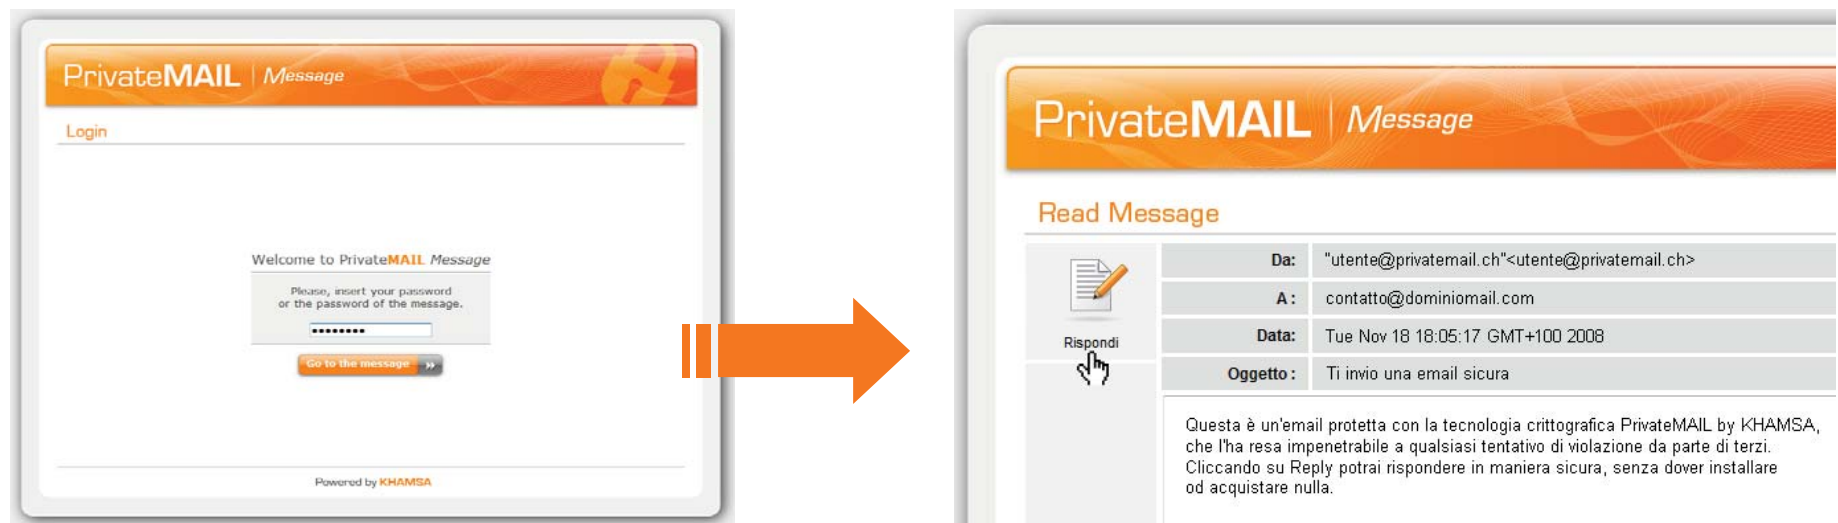 PrivateMAIL | Message
Login
Welcome to PrivateMAIL Message
Please, insert your password
or the password of the message.
••••••••
Go to the message »
Powered by KHAMSA
PrivateMAIL | Message
Read Message
Rispondi
Da: "utente@privatemail.ch"<utente@privatemail.ch>
A : contatto@dominiomail.com
Data: Tue Nov 18 18:05:17 GMT+100 2008
Oggetto : Ti invio una email sicura
Questa è un'email protetta con la tecnologia crittografica PrivateMAIL by KHAMSA,
che l'ha resa impenetrabile a qualsiasi tentativo di violazione da parte di terzi.
Cliccando su Reply potrai rispondere in maniera sicura, senza dover installare
od acquistare nulla.